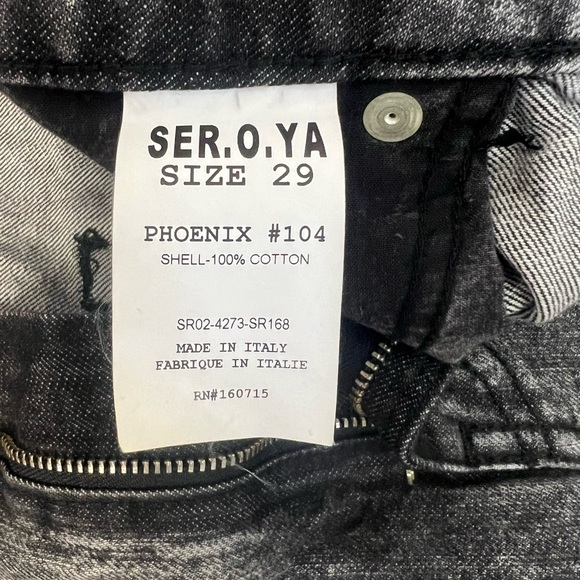 SER.O.YA
SIZE 29
PHOENIX #104
SHELL-100% COTTON
SR02-4273-SR168
MADE IN ITALY
FABRIQUE IN ITALIE
RN#160715